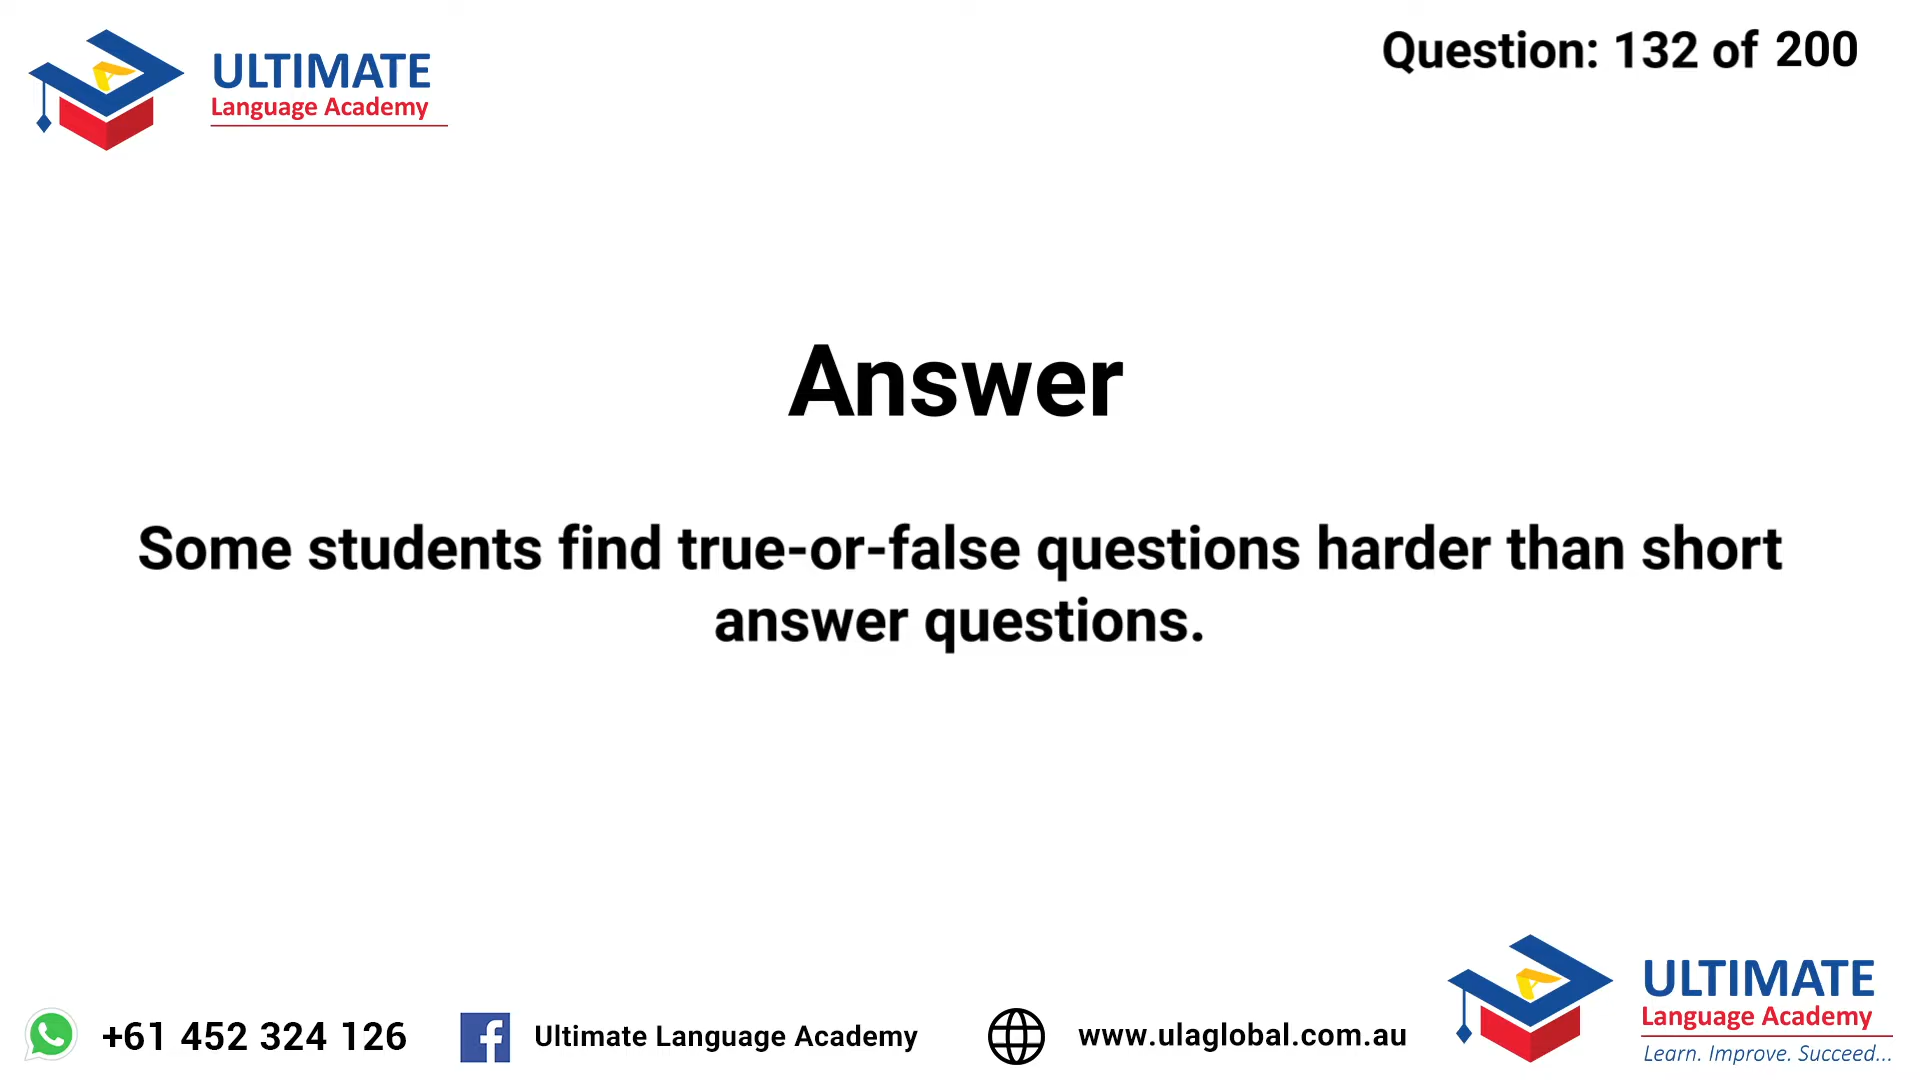 ULTIMATE
Language Academy
Question: 132 of 200
Answer
Some students find true-or-false questions harder than short
answer questions.
+61 452 324 126
Ultimate Language Academy
www.ulaglobal.com.au
ULTIMATE
Language Academy
Learn. Improve. Succeed...